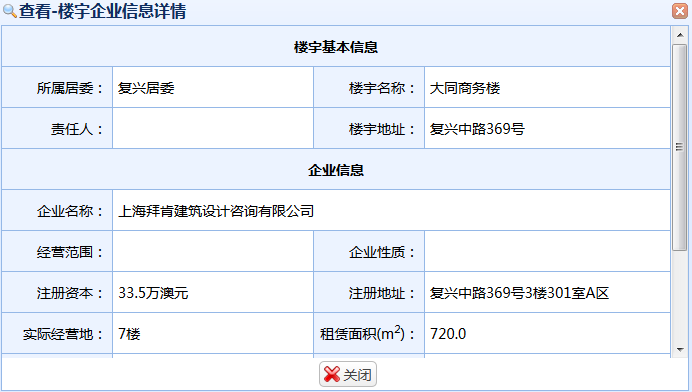 查看-楼宇企业信息详情
楼宇基本信息
所属居委： 复兴居委 楼宇名称： 大同商务楼
责任人： 楼宇地址： 复兴中路369号
企业信息
企业名称： 上海拜肯建筑设计咨询有限公司
经营范围： 企业性质：
注册资本： 33.5万澳元 注册地址： 复兴中路369号3楼301室A区
实际经营地： 7楼 租赁面积(m²)： 720.0
关闭